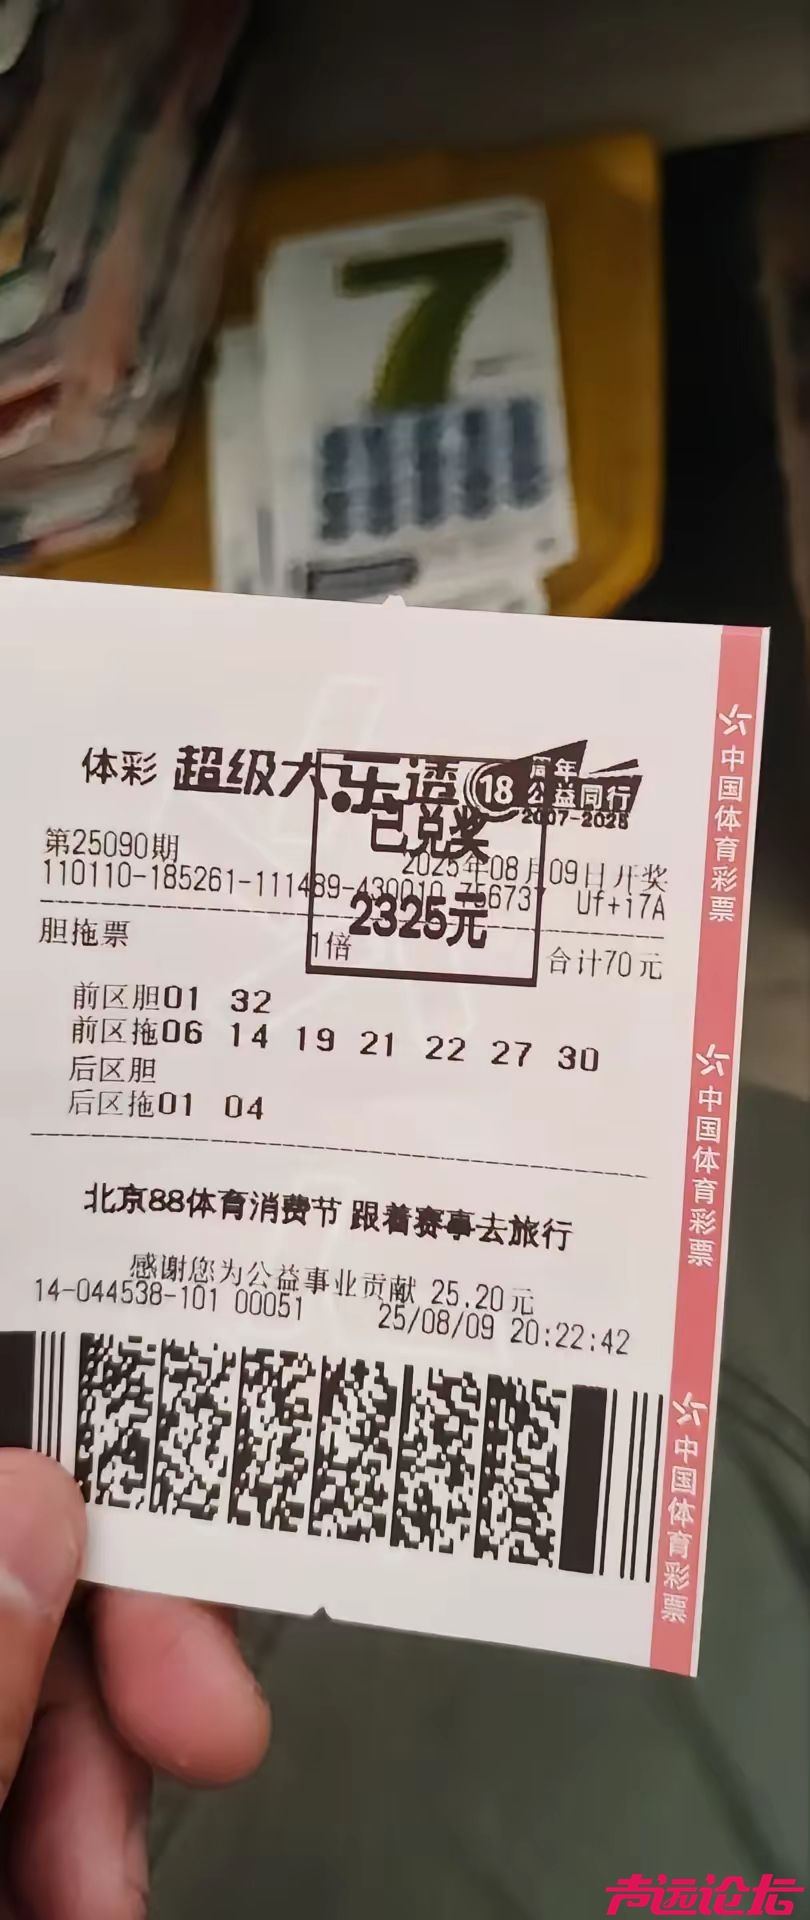 7
体彩 超级大乐透 18周年 公益同行
2007-2025
已兑奖
第25090期
2025年08月09日开奖
110110-185261-111489-430010 756737 Uf+i7A
2325元
胆拖票 1倍 合计70元
前区胆01 32
前区拖06 14 19 21 22 27 30
后区胆
后区拖01 04
北京88体育消费节 跟着赛事去旅行
感谢您为公益事业贡献 25.20元
14-044538-101 00051 25/08/09 20:22:42
中国体育彩票
中国体育彩票
中国体育彩票
声远论坛